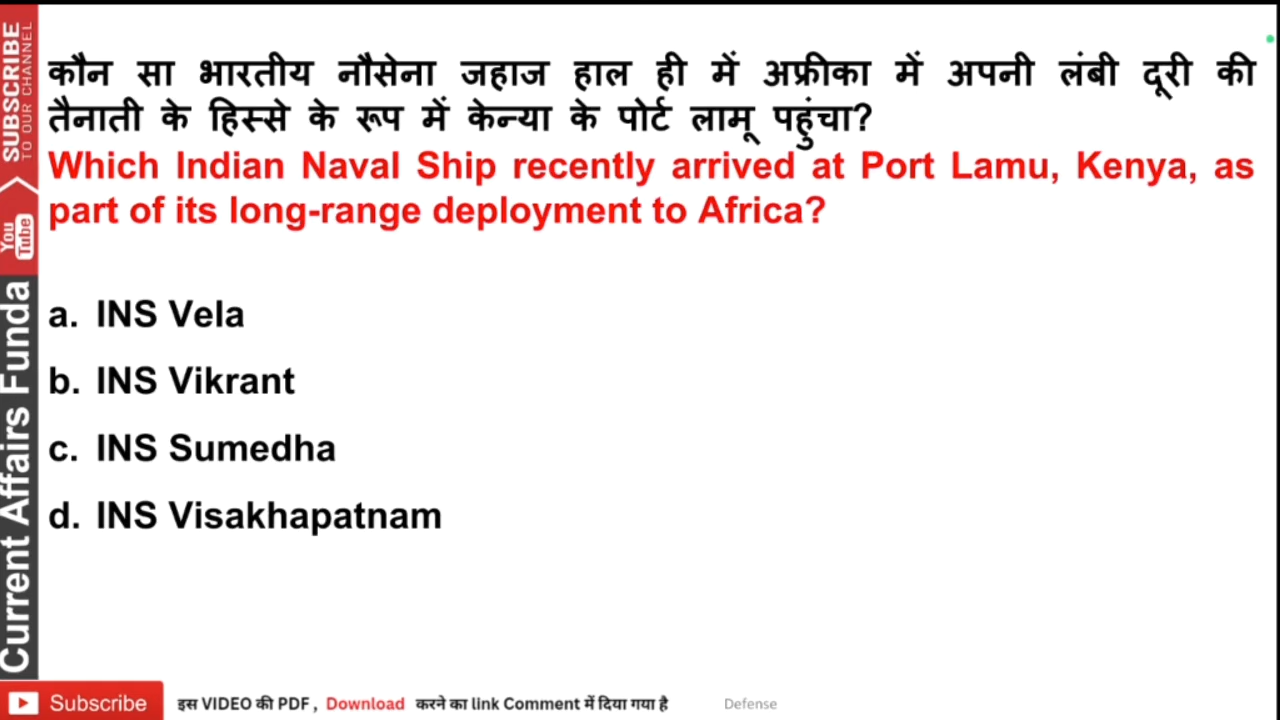 कौन सा भारतीय नौसेना जहाज हाल ही में अफ्रीका में अपनी लंबी दूरी की
तैनाती के हिस्से के रूप में केन्या के पोर्ट लामू पहुंचा?
Which Indian Naval Ship recently arrived at Port Lamu, Kenya, as
part of its long-range deployment to Africa?
a. INS Vela
b. INS Vikrant
c. INS Sumedha
d. INS Visakhapatnam
SUBSCRIBE
TO OUR CHANNEL
You
Tube
Current Affairs Funda
Subscribe
इस VIDEO की PDF , Download करने का link Comment में दिया गया है
Defense